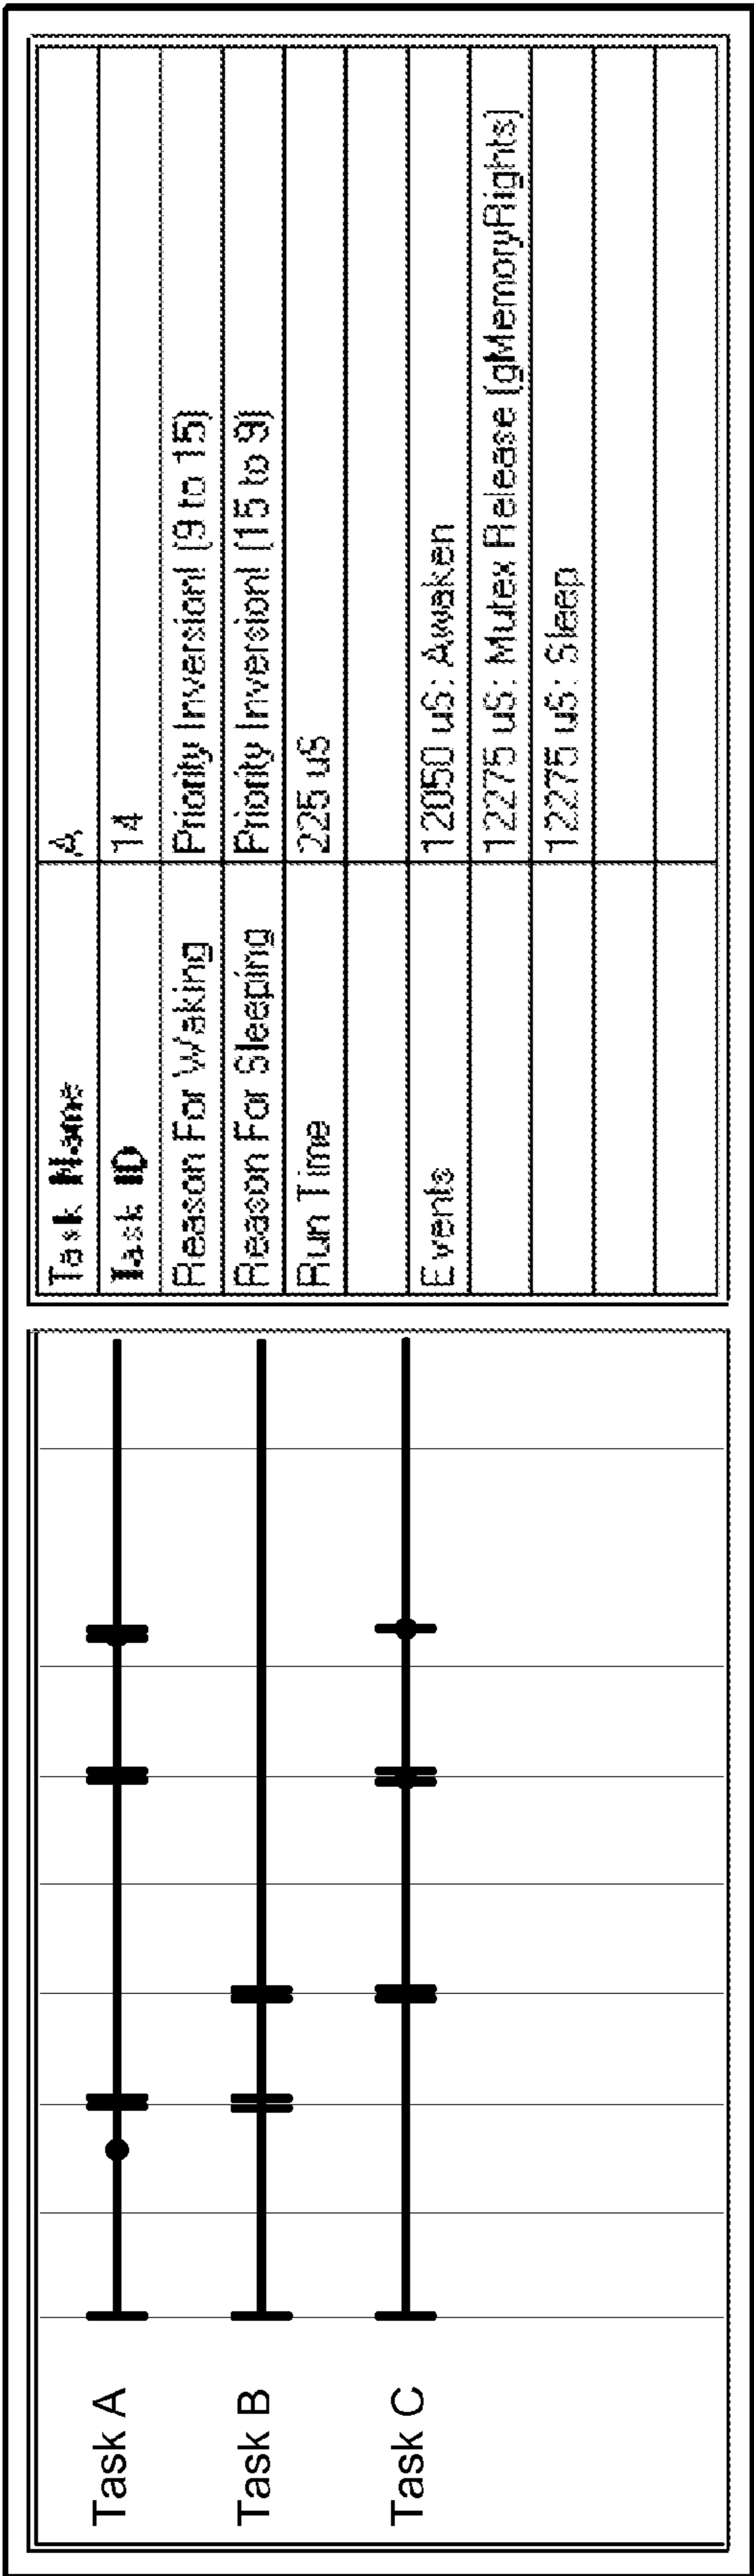 Task A
Task B
Task C
Task Name A
Task ID 14
Reason For Waking Priority Inversion! (9 to 15)
Reason For Sleeping Priority Inversion! (15 to 9)
Run Time 225 uS
Events 12050 uS: Awaken
12275 uS: Mutex Release (gMemoryRights)
12275 uS: Sleep